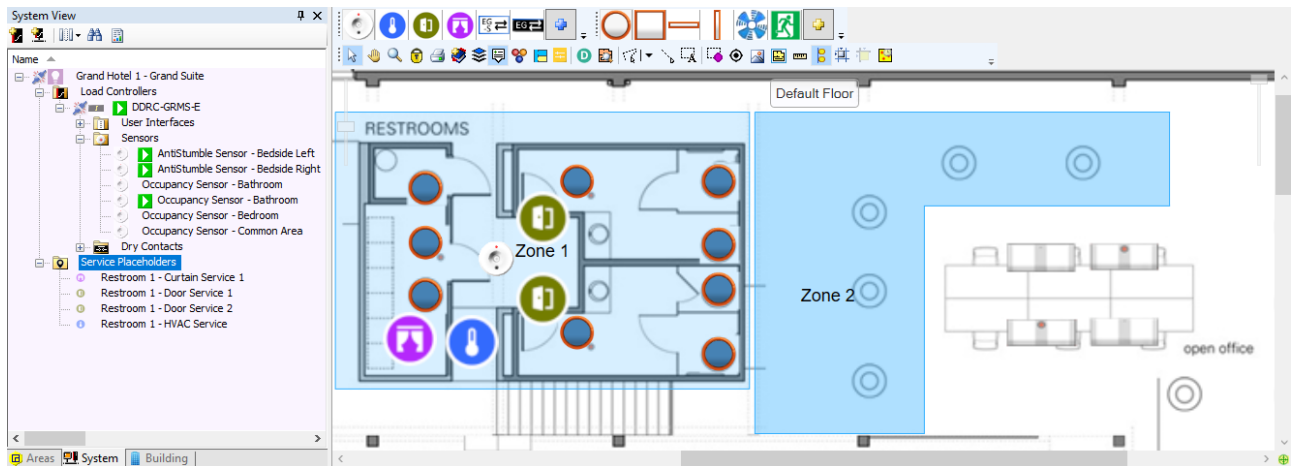 System View
Name
Grand Hotel 1 - Grand Suite
Load Controllers
DDRC-GRMS-E
User Interfaces
Sensors
AntiStumble Sensor - Bedside Left
AntiStumble Sensor - Bedside Right
Occupancy Sensor - Bathroom
Occupancy Sensor - Bathroom
Occupancy Sensor - Bedroom
Occupancy Sensor - Common Area
Dry Contacts
Service Placeholders
Restroom 1 - Curtain Service 1
Restroom 1 - Door Service 1
Restroom 1 - Door Service 2
Restroom 1 - HVAC Service
Areas System Building
EG
-S
EG
Default Floor
RESTROOMS
Zone 1
Zone 2
open office